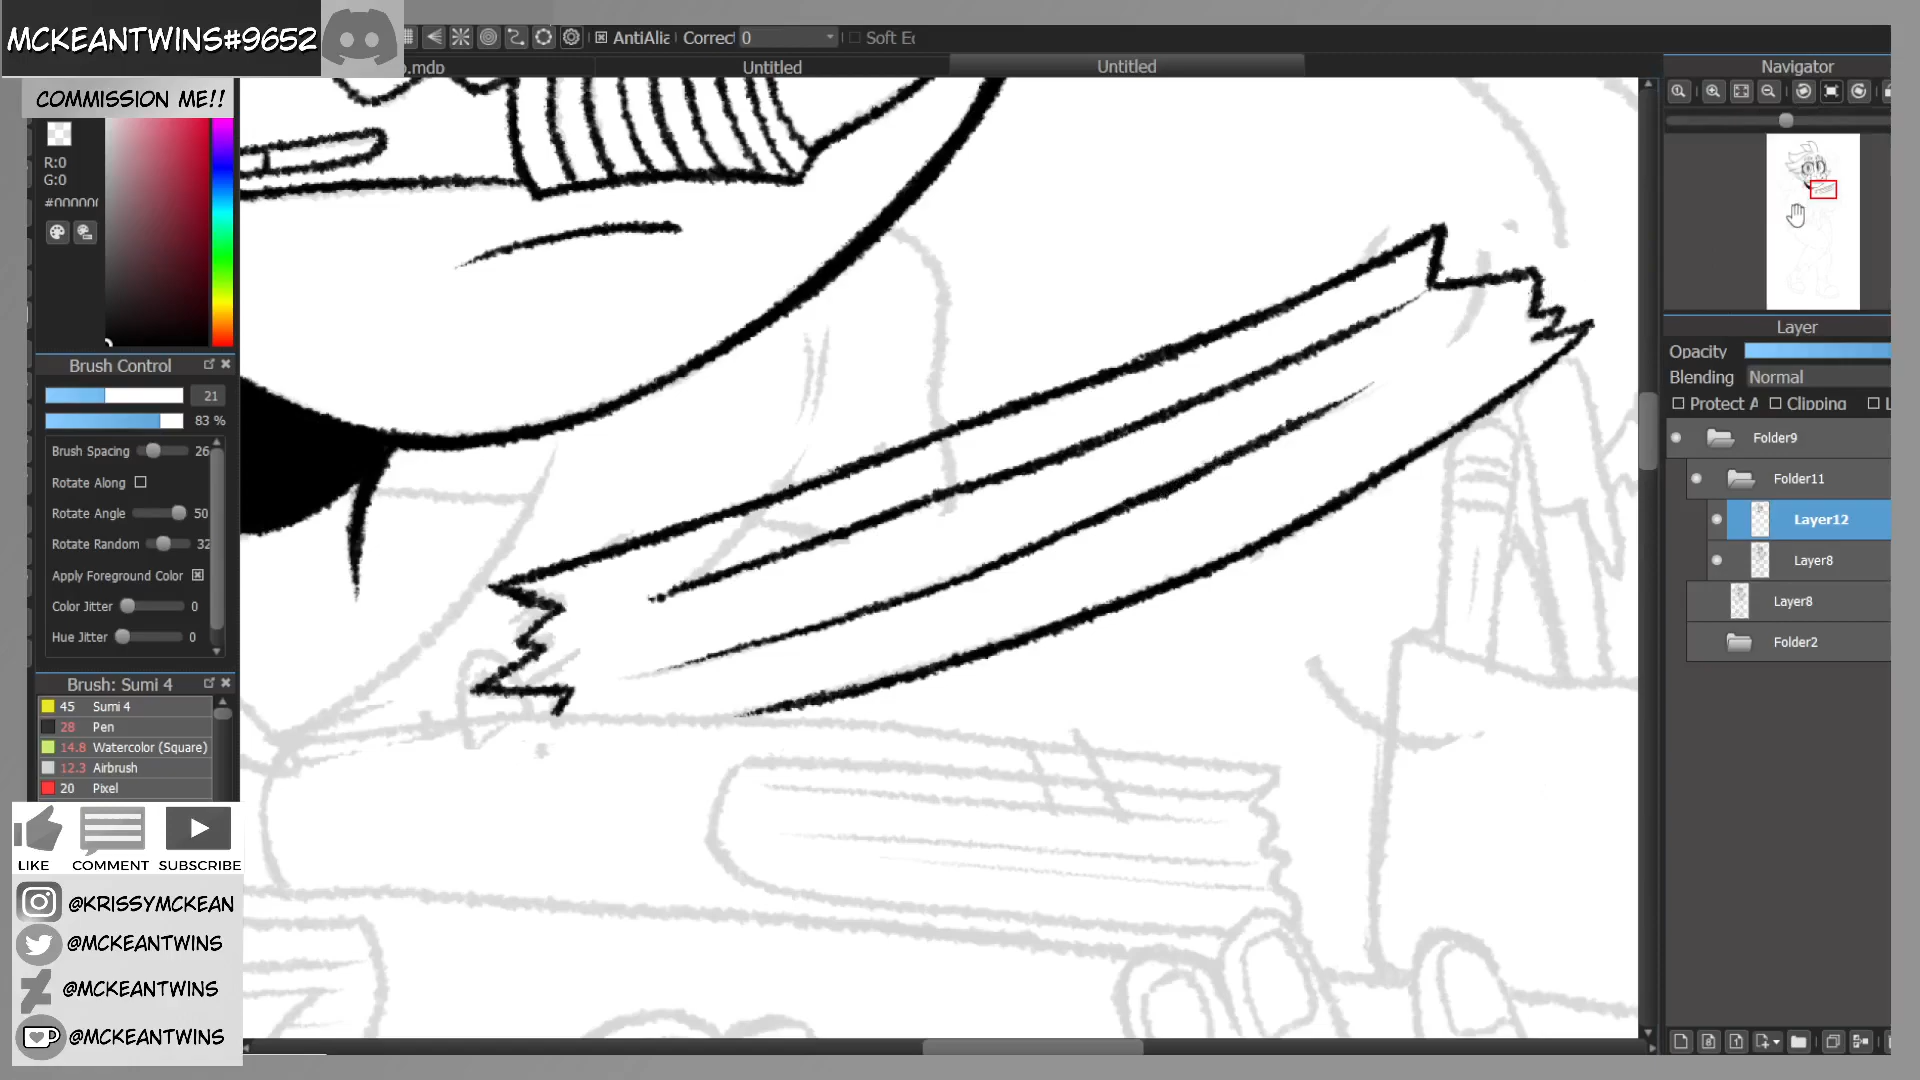 MCKEANTWINS#9652
COMMISSION ME!!
AntiAlia
Correct
0
Soft Ec
.mdp
Untitled
Untitled
R:0
G:0
#000000
Brush Control
21
83 %
Brush Spacing
26
Rotate Along
Rotate Angle
50
Rotate Random
32
Apply Foreground Color
Color Jitter
0
Hue Jitter
0
Brush: Sumi 4
45 Sumi 4
28 Pen
14.8 Watercolor (Square)
12.3 Airbrush
20 Pixel
LIKE
COMMENT
SUBSCRIBE
@KRISSYMCKEAN
@MCKEANTWINS
@MCKEANTWINS
@MCKEANTWINS
Navigator
Layer
Opacity
Blending
Normal
Protect A
Clipping
L
Folder9
Folder11
Layer12
Layer8
Layer8
Folder2